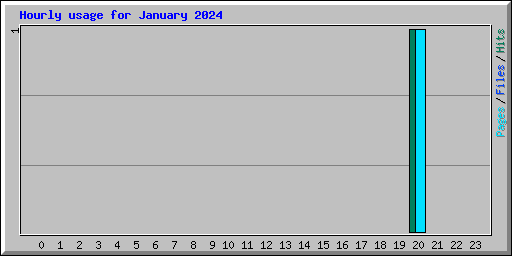 Hourly usage for January 2024
1
Pages/Files/Hits
0 1 2 3 4 5 6 7 8 9 10 11 12 13 14 15 16 17 18 19 20 21 22 23